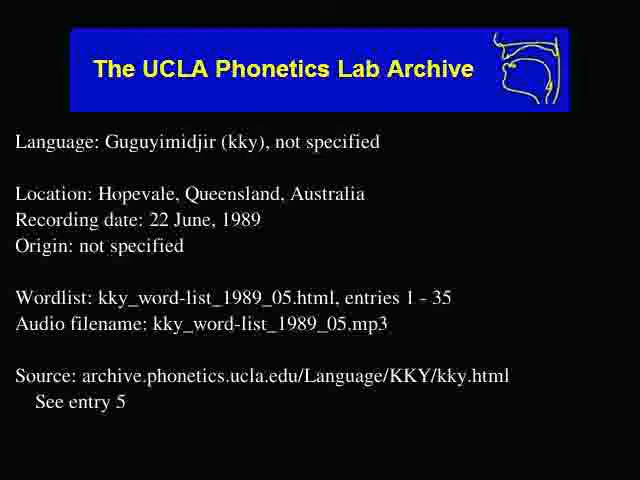 The UCLA Phonetics Lab Archive
Language: Guguyimidjir (kky), not specified
Location: Hopevale, Queensland, Australia
Recording date: 22 June, 1989
Origin: not specified
Wordlist: kky_word-list_1989_05.html, entries 1 - 35
Audio filename: kky_word-list_1989_05.mp3
Source: archive.phonetics.ucla.edu/Language/KKY/kky.html
See entry 5